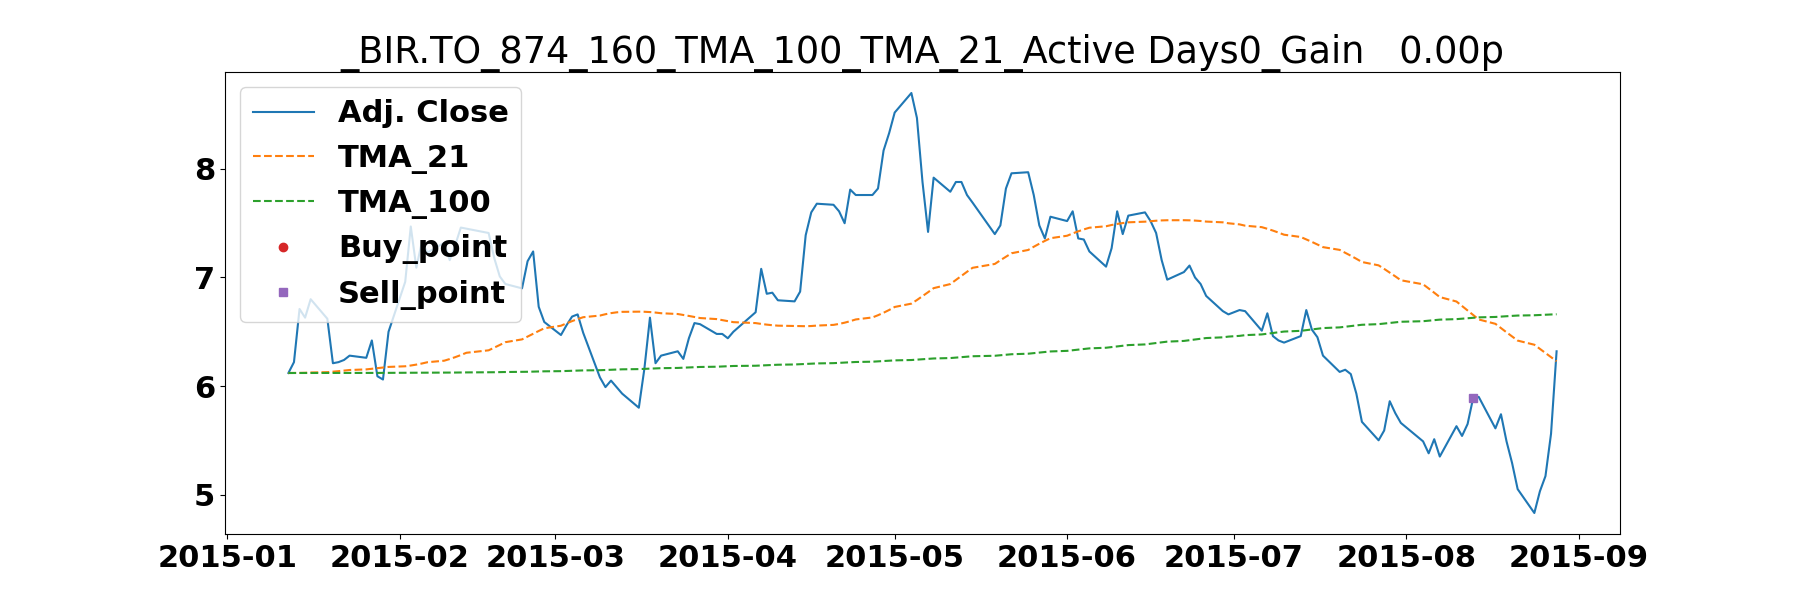 _BIR.TO_874_160_TMA_100_TMA_21_Active Days0_Gain   0.00p
Adj. Close
TMA_21
TMA_100
Buy_point
Sell_point
8
7
6
5
2015-01 2015-02 2015-03 2015-04 2015-05 2015-06 2015-07 2015-08 2015-09